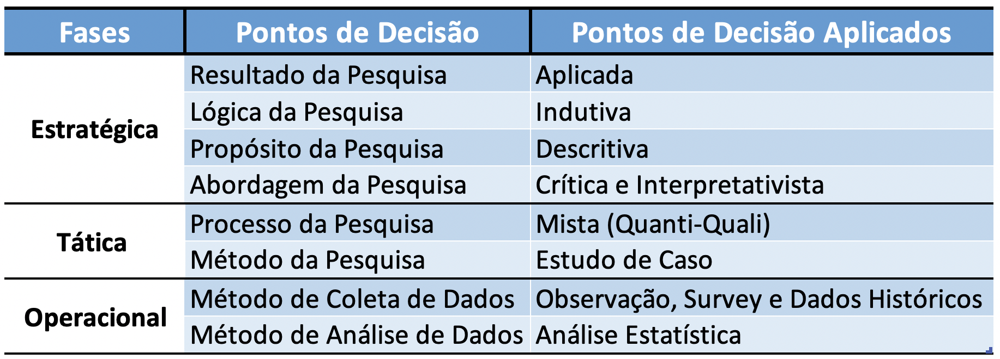 Fases Pontos de Decisão Pontos de Decisão Aplicados
Estratégica
Resultado da Pesquisa Aplicada
Lógica da Pesquisa Indutiva
Propósito da Pesquisa Descritiva
Abordagem da Pesquisa Crítica e Interpretativista
Tática
Processo da Pesquisa Mista (Quanti-Quali)
Método da Pesquisa Estudo de Caso
Operacional
Método de Coleta de Dados Observação, Survey e Dados Históricos
Método de Análise de Dados Análise Estatística